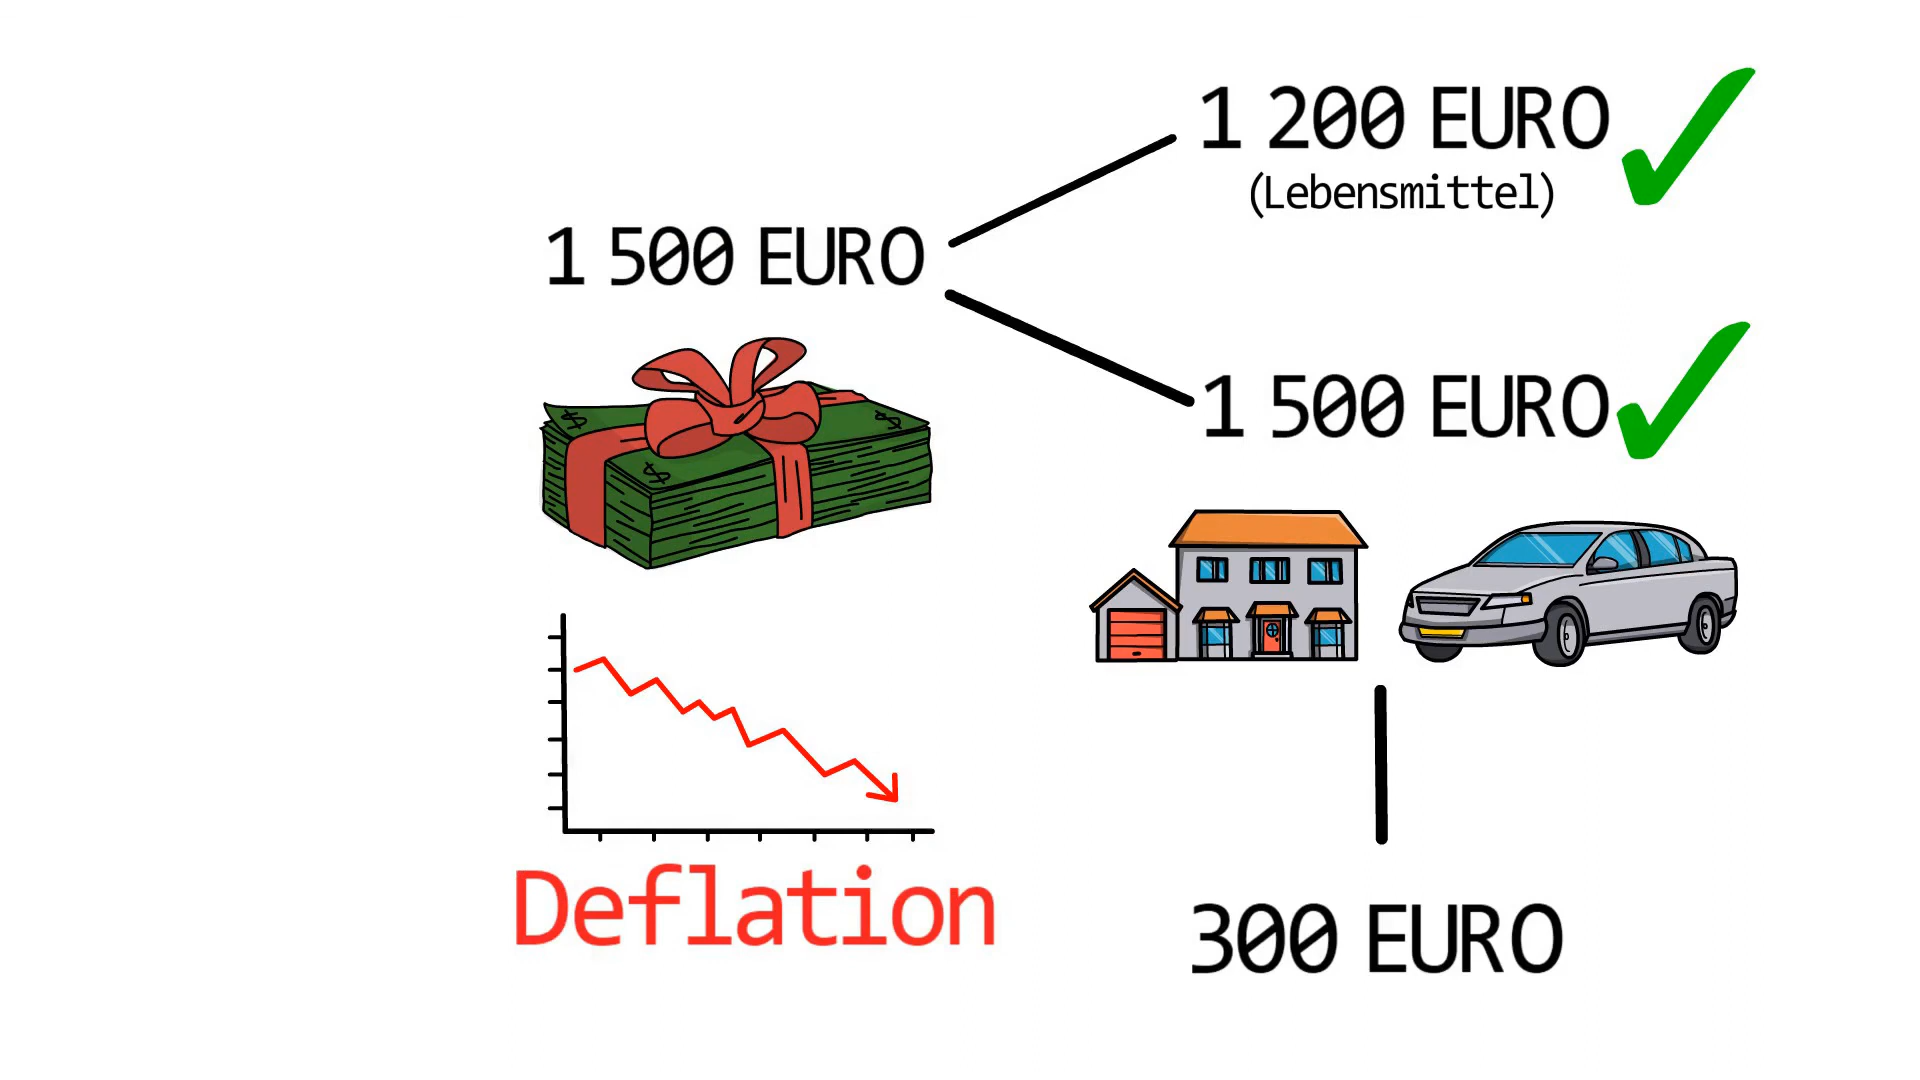 1 200 EURO
(Lebensmittel)
1 500 EURO
1 500 EURO
$
$
$
Deflation
300 EURO